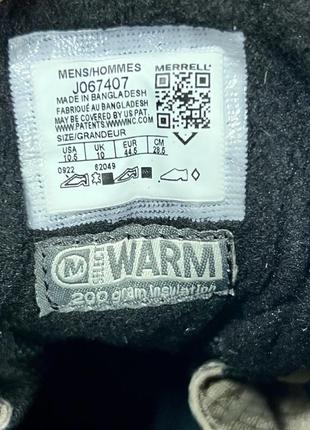 MENS/HOMMES
MERRELL
J067407
MADE IN BANGLADESH
FABRIQUÉ AU BANGLADESH
MAY BE COVERED BY US PAT.
WWW.PATENTS.WWWINC.COM
SIZE/GRANDEUR
USA UK EUR CM
10.5 10 44.5 28.5
0922 62049
M SELECT WARM
200 gram insulation